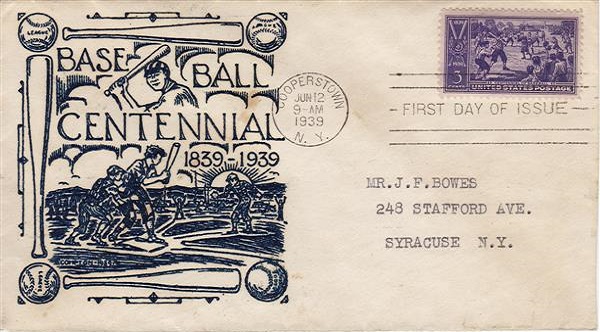 LEAGUE
BASE
BALL
CENTENNIAL
1839-1939
COOPERSTOWN
JUN 12
9-AM
1939
N.Y.
FIRST DAY OF ISSUE
3
UNITED STATES POSTAGE
MR.J.F.BOWES
248 STAFFORD AVE.
SYRACUSE N.Y.